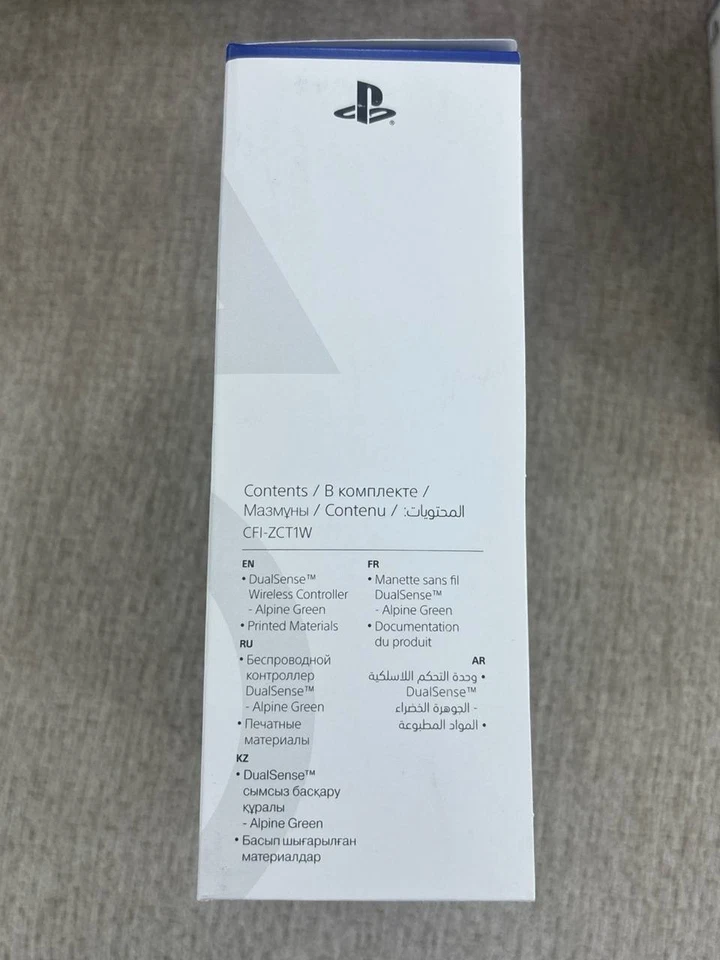 Contents / В комплекте /
Мазмұны / Contenu / المحتويات:
CFI-ZCT1W
EN
• DualSense™
Wireless Controller
- Alpine Green
• Printed Materials
RU
• Беспроводной
контроллер
DualSense™
- Alpine Green
• Печатные
материалы
KZ
• DualSense™
сымсыз басқару
құралы
- Alpine Green
• Басып шығарылған
материалдар
FR
• Manette sans fil
DualSense™
- Alpine Green
• Documentation
du produit
AR
• وحدة التحكم اللاسلكية
DualSense™
- الجوهرة الخضراء
• المواد المطبوعة